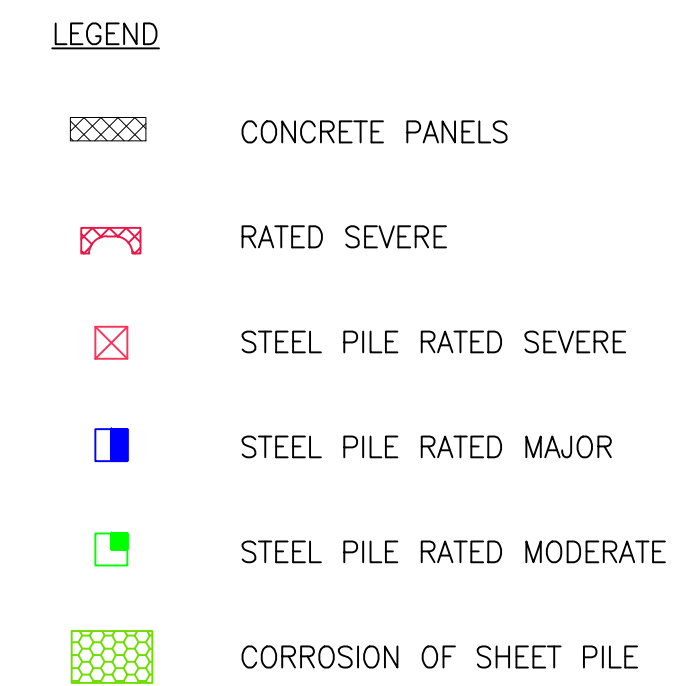 LEGEND
CONCRETE PANELS
RATED SEVERE
STEEL PILE RATED SEVERE
STEEL PILE RATED MAJOR
STEEL PILE RATED MODERATE
CORROSION OF SHEET PILE